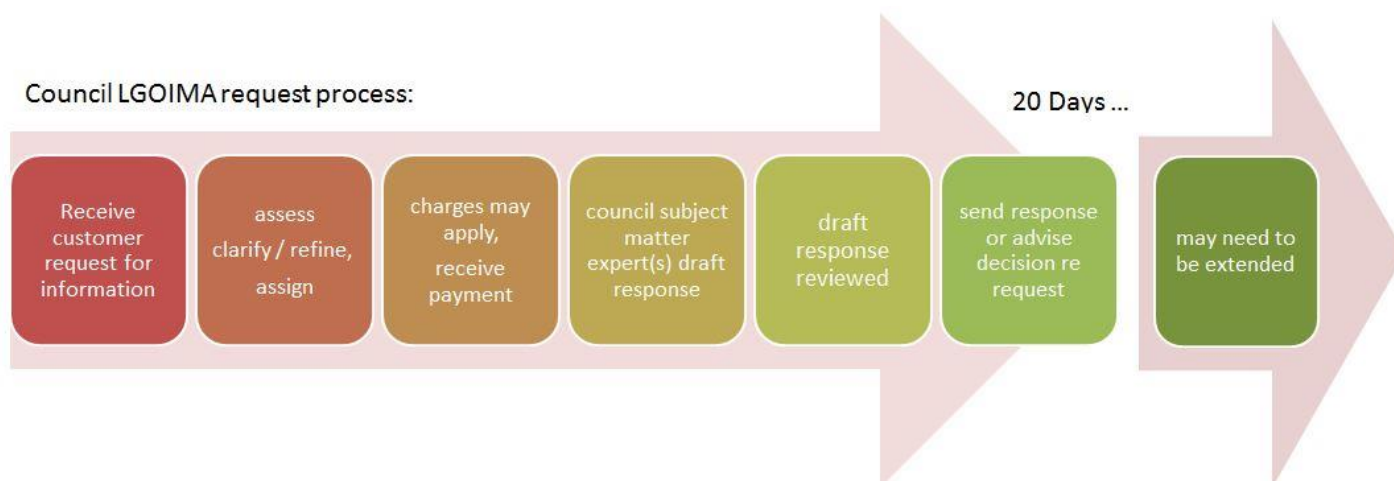 Council LGOIMA request process:
20 Days ...
Receive
customer
request for
information
assess
clarify / refine,
assign
charges may
apply,
receive
payment
council subject
matter
expert(s) draft
response
draft
response
reviewed
send response
or advise
decision re
request
may need to
be extended